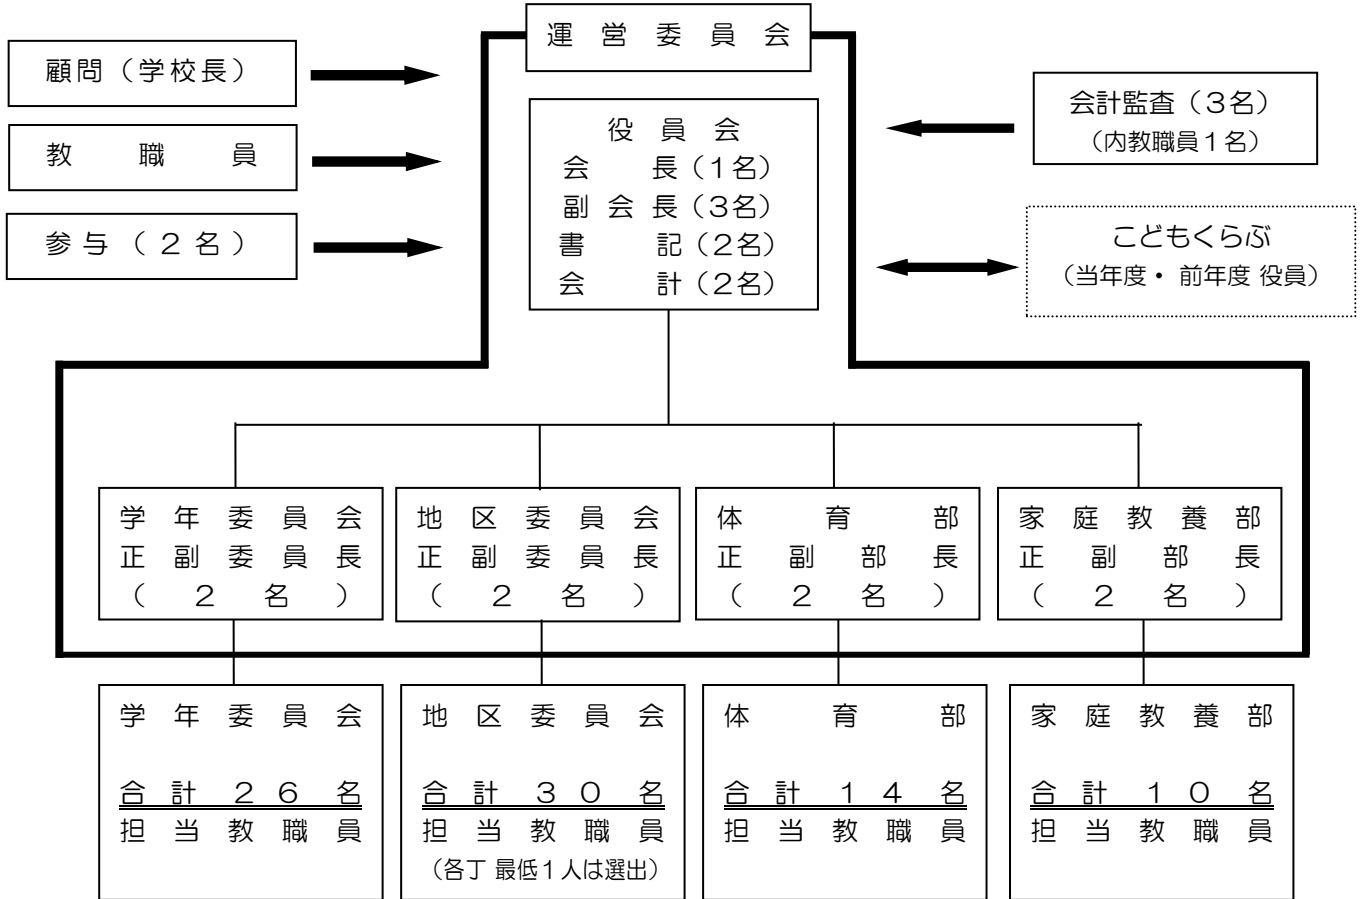 運営委員会
顧問（学校長）
教職員
参与（２名）
役員会
会長（１名）
副会長（３名）
書記（２名）
会計（２名）
会計監査（３名）
（内教職員１名）
こどもくらぶ
（当年度・ 前年度 役員）
学年委員会
正副委員長
（２名）
地区委員会
正副委員長
（２名）
体育部
正副部長
（２名）
家庭教養部
正副部長
（２名）
学年委員会
合計２６名
担当教職員
地区委員会
合計３０名
担当教職員
（各丁 最低１人は選出）
体育部
合計１４名
担当教職員
家庭教養部
合計１０名
担当教職員